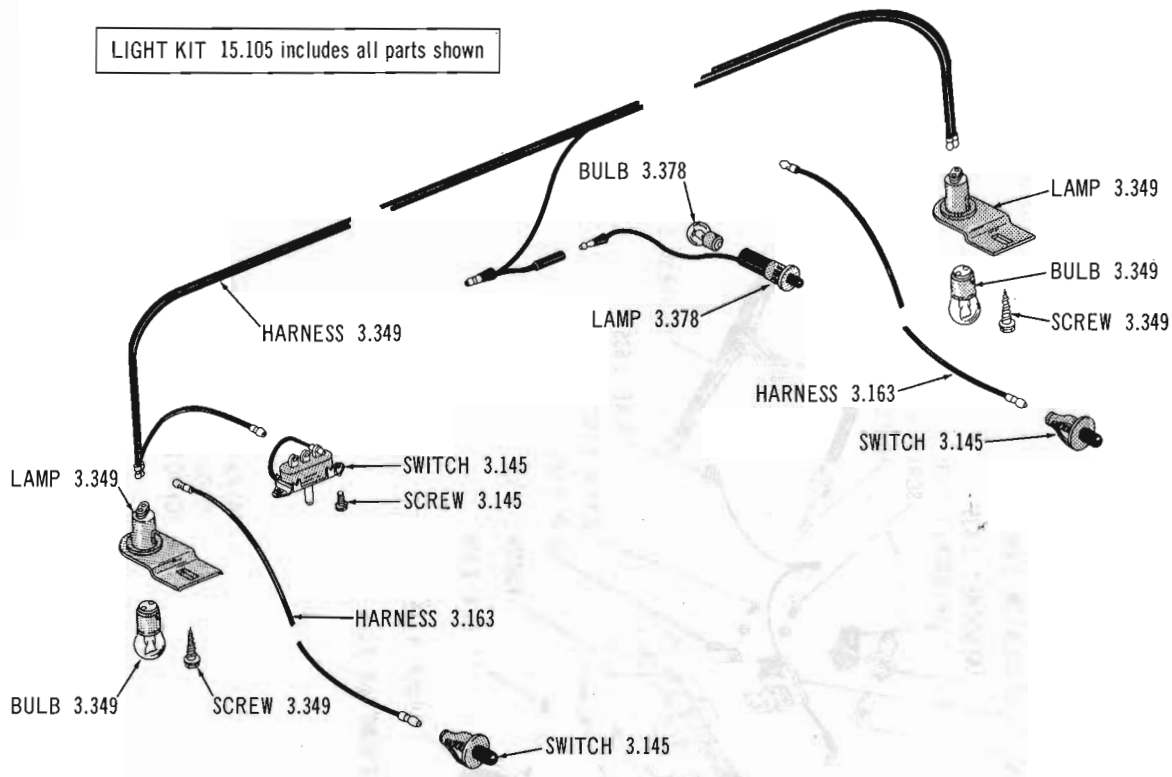 LIGHT KIT 15.105 includes all parts shown
BULB 3.378
LAMP 3.349
BULB 3.349
LAMP 3.378
SCREW 3.349
HARNESS 3.349
HARNESS 3.163
SWITCH 3.145
SWITCH 3.145
LAMP 3.349
SCREW 3.145
HARNESS 3.163
BULB 3.349
SCREW 3.349
SWITCH 3.145